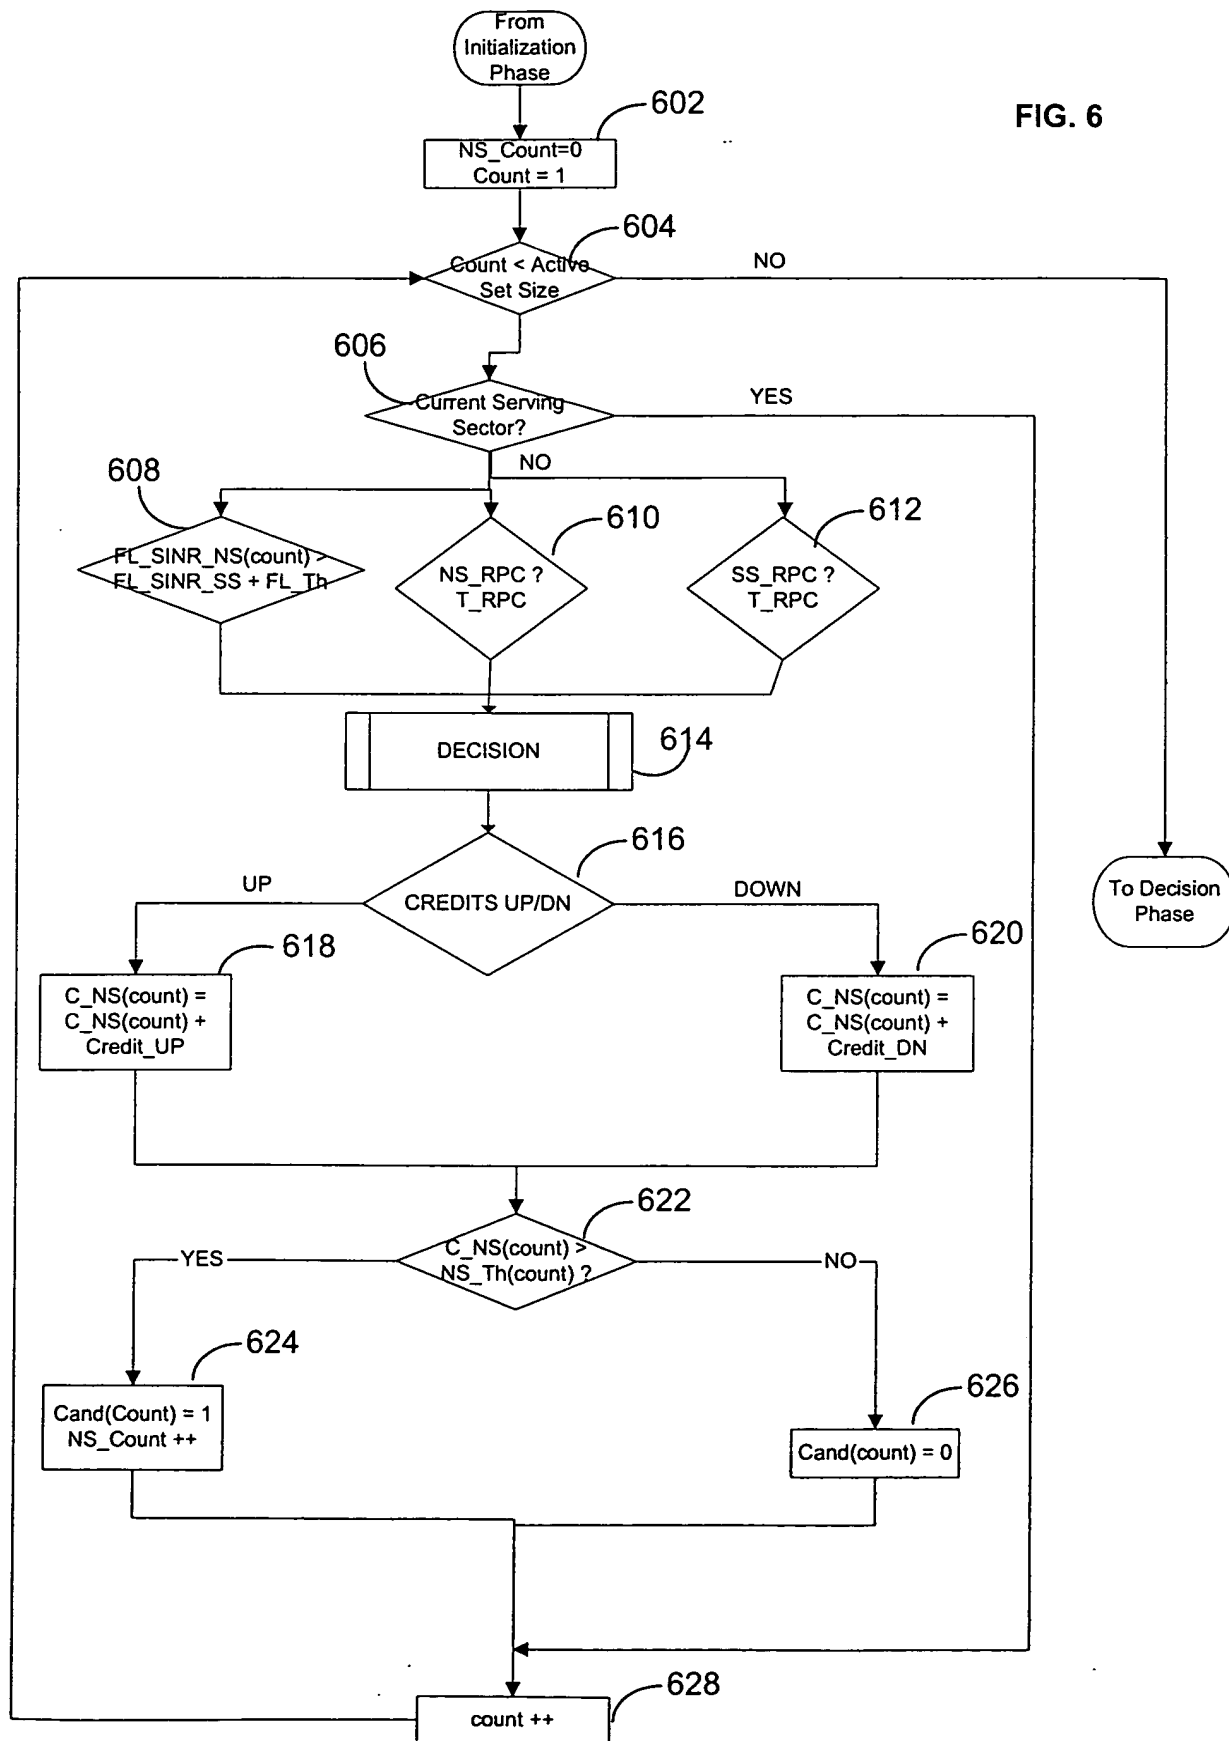 From
Initialization
Phase
FIG. 6
602
NS_Count=0
Count = 1
604
Count < Active
Set Size
NO
606
Current Serving
Sector?
YES
NO
608
FL_SINR_NS(count) >
FL_SINR_SS + FL_Th
610
NS_RPC ?
T_RPC
612
SS_RPC ?
T_RPC
DECISION
614
616
CREDITS UP/DN
UP
DOWN
To Decision
Phase
618
C_NS(count) =
C_NS(count) +
Credit_UP
620
C_NS(count) =
C_NS(count) +
Credit_DN
622
C_NS(count) >
NS_Th(count) ?
YES
NO
624
Cand(Count) = 1
NS_Count ++
626
Cand(count) = 0
628
count ++